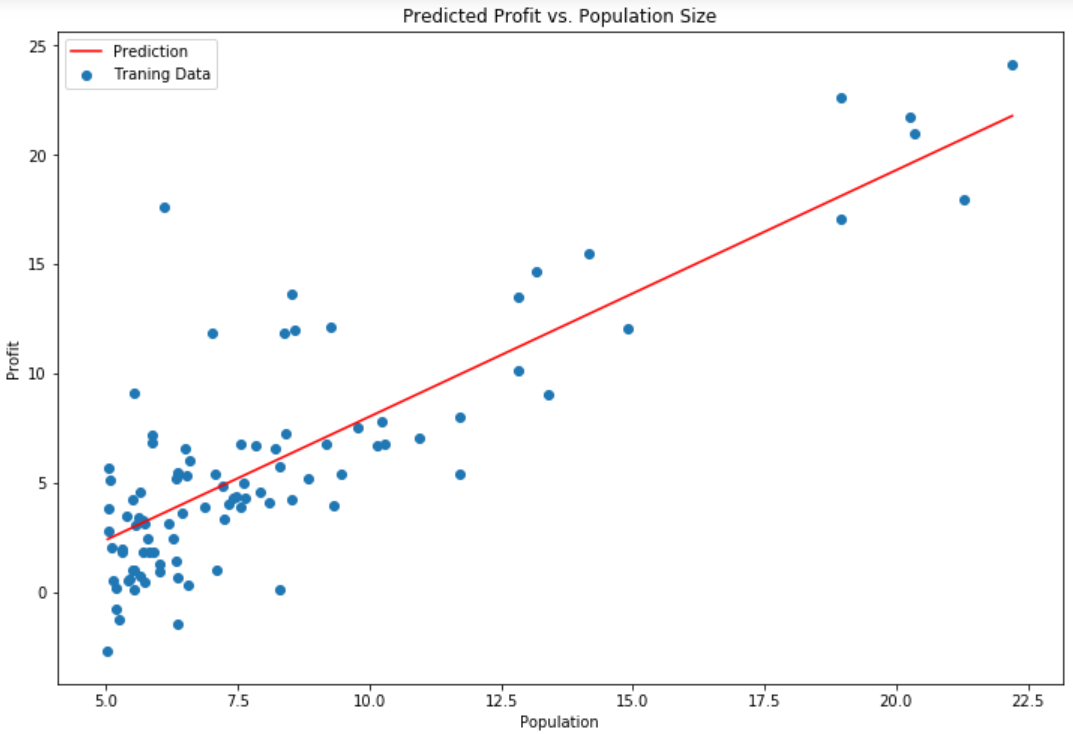 Predicted Profit vs. Population Size
Prediction
Traning Data
25
20
15
10
5
0
Profit
5.0 7.5 10.0 12.5 15.0 17.5 20.0 22.5
Population